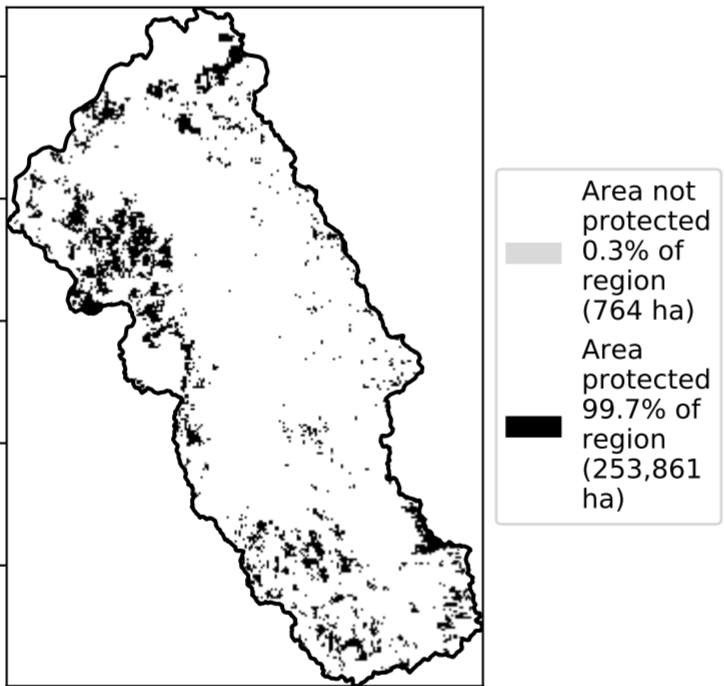 Area not
protected
0.3% of
region
(764 ha)
Area
protected
99.7% of
region
(253,861
ha)